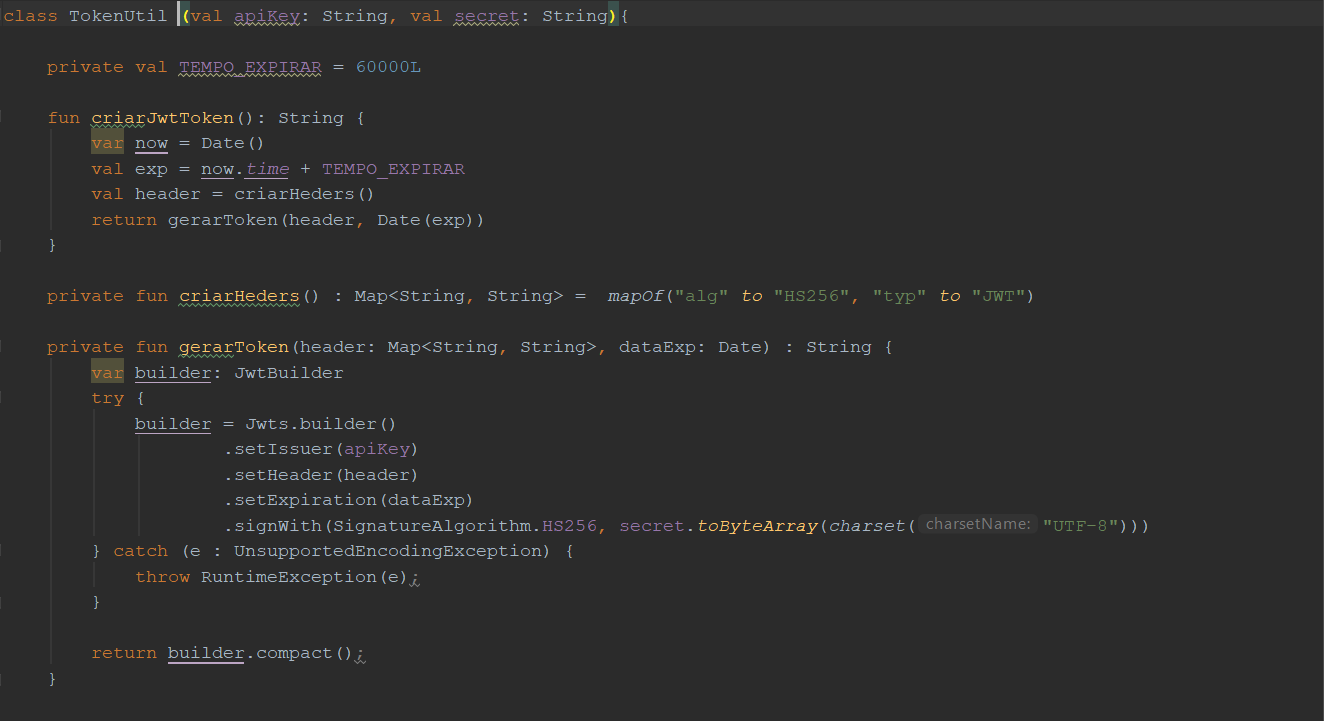 class TokenUtil (val apiKey: String, val secret: String){
private val TEMPO_EXPIRAR = 60000L
fun criarJwtToken(): String {
var now = Date()
val exp = now.time + TEMPO_EXPIRAR
val header = criarHeders()
return gerarToken(header, Date(exp))
}
private fun criarHeders() : Map<String, String> =  mapOf("alg" to "HS256", "typ" to "JWT")
private fun gerarToken(header: Map<String, String>, dataExp: Date) : String {
var builder: JwtBuilder
try {
builder = Jwts.builder()
.setIssuer(apiKey)
.setHeader(header)
.setExpiration(dataExp)
.signWith(SignatureAlgorithm.HS256, secret.toByteArray(charset( charsetName: "UTF-8")))
} catch (e : UnsupportedEncodingException) {
throw RuntimeException(e);
}
return builder.compact();
}